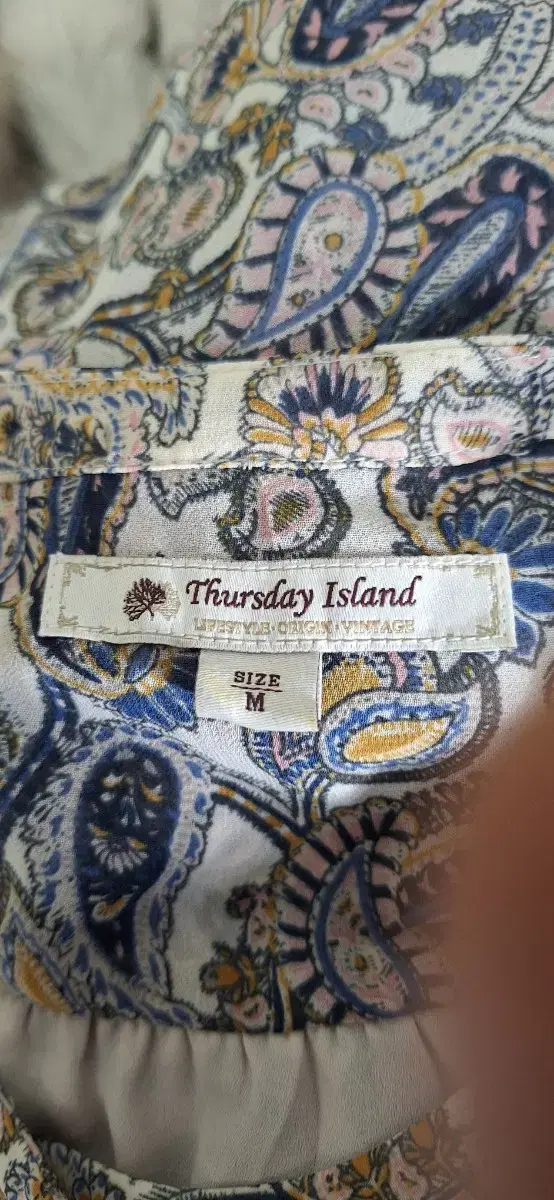 Thursday Island
LIFESTYLE · ORIGIN · VINTAGE
SIZE
M